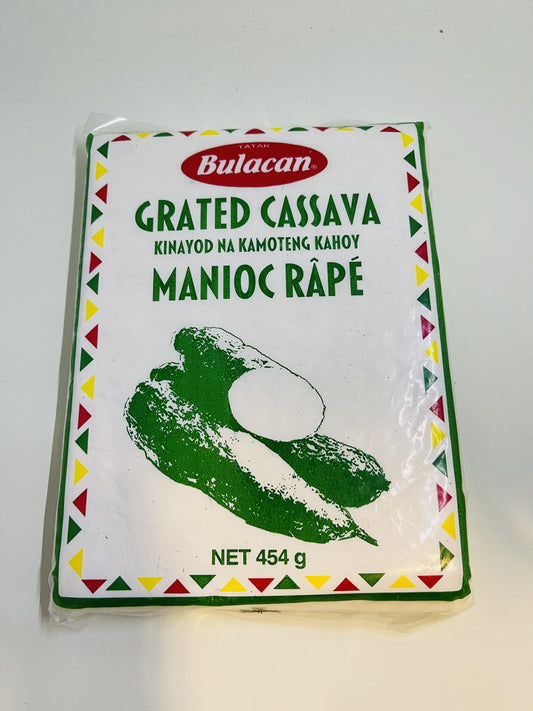 TATAK
Bulacan®
GRATED CASSAVA
KINAYOD NA KAMOTENG KAHOY
MANIOC RÂPÉ
NET 454 g